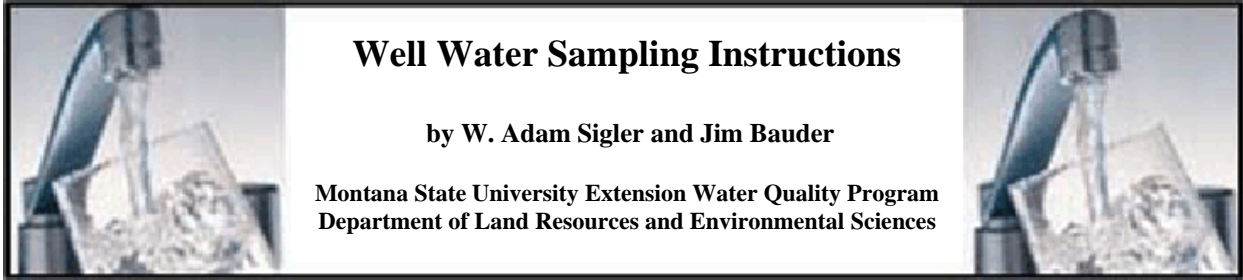 Well Water Sampling Instructions
by W. Adam Sigler and Jim Bauder
Montana State University Extension Water Quality Program
Department of Land Resources and Environmental Sciences